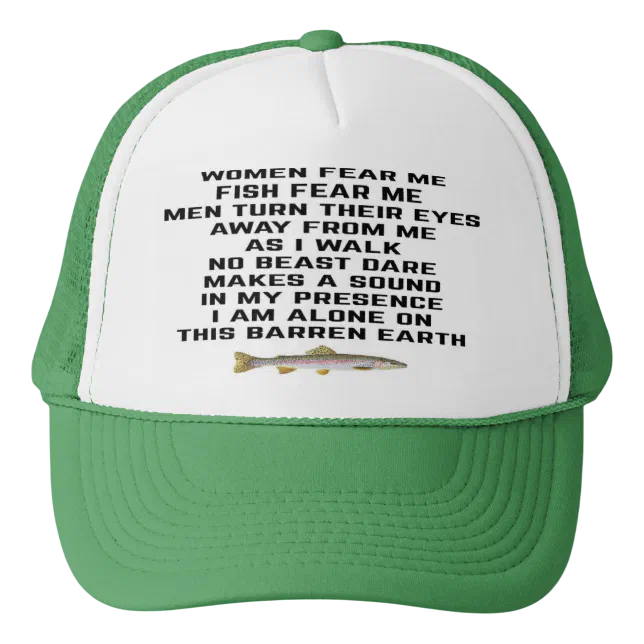 WOMEN FEAR ME
FISH FEAR ME
MEN TURN THEIR EYES
AWAY FROM ME
AS I WALK
NO BEAST DARE
MAKES A SOUND
IN MY PRESENCE
I AM ALONE ON
THIS BARREN EARTH